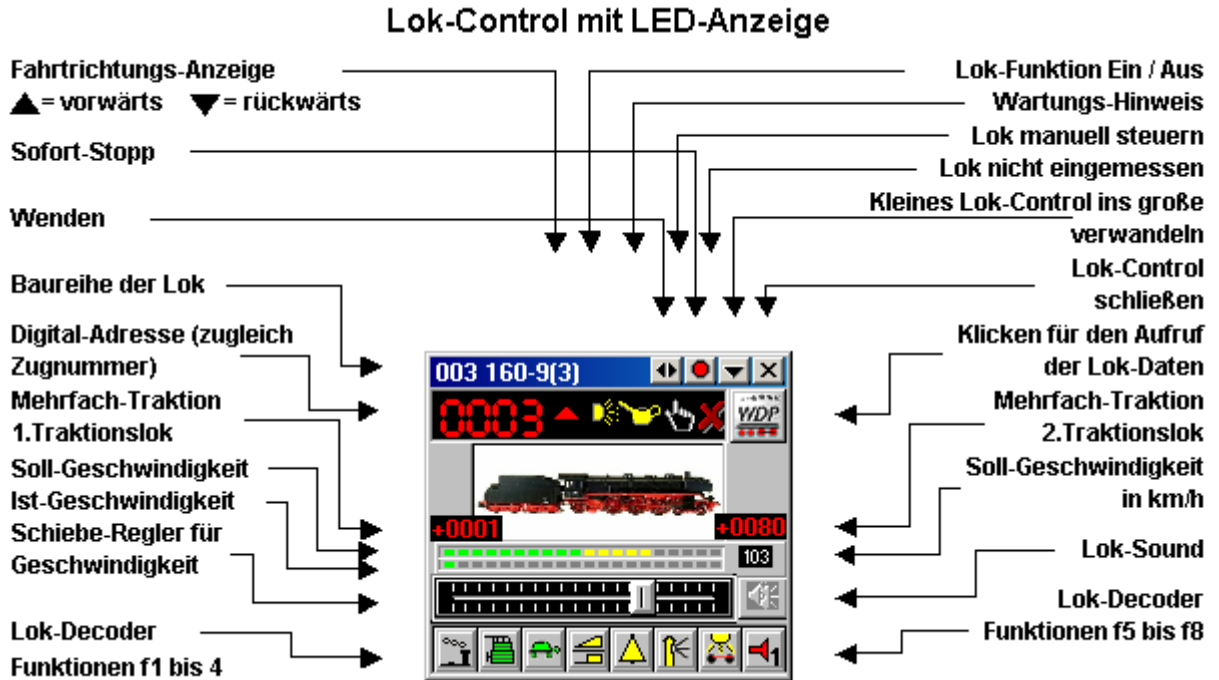 Lok-Control mit LED-Anzeige
Fahrtrichtungs-Anzeige
▲= vorwärts ▼= rückwärts
Sofort-Stopp
Wenden
Baureihe der Lok
Digital-Adresse (zugleich
Zugnummer)
Mehrfach-Traktion
1.Traktionslok
Soll-Geschwindigkeit
Ist-Geschwindigkeit
Schiebe-Regler für
Geschwindigkeit
Lok-Decoder
Funktionen f1 bis 4
Lok-Funktion Ein / Aus
Wartungs-Hinweis
Lok manuell steuern
Lok nicht eingemessen
Kleines Lok-Control ins große
verwandeln
Lok-Control
schließen
Klicken für den Aufruf
der Lok-Daten
Mehrfach-Traktion
2.Traktionslok
Soll-Geschwindigkeit
in km/h
Lok-Sound
Lok-Decoder
Funktionen f5 bis f8
003 160-9(3)
0003
WDP
+0001
+0080
103
1